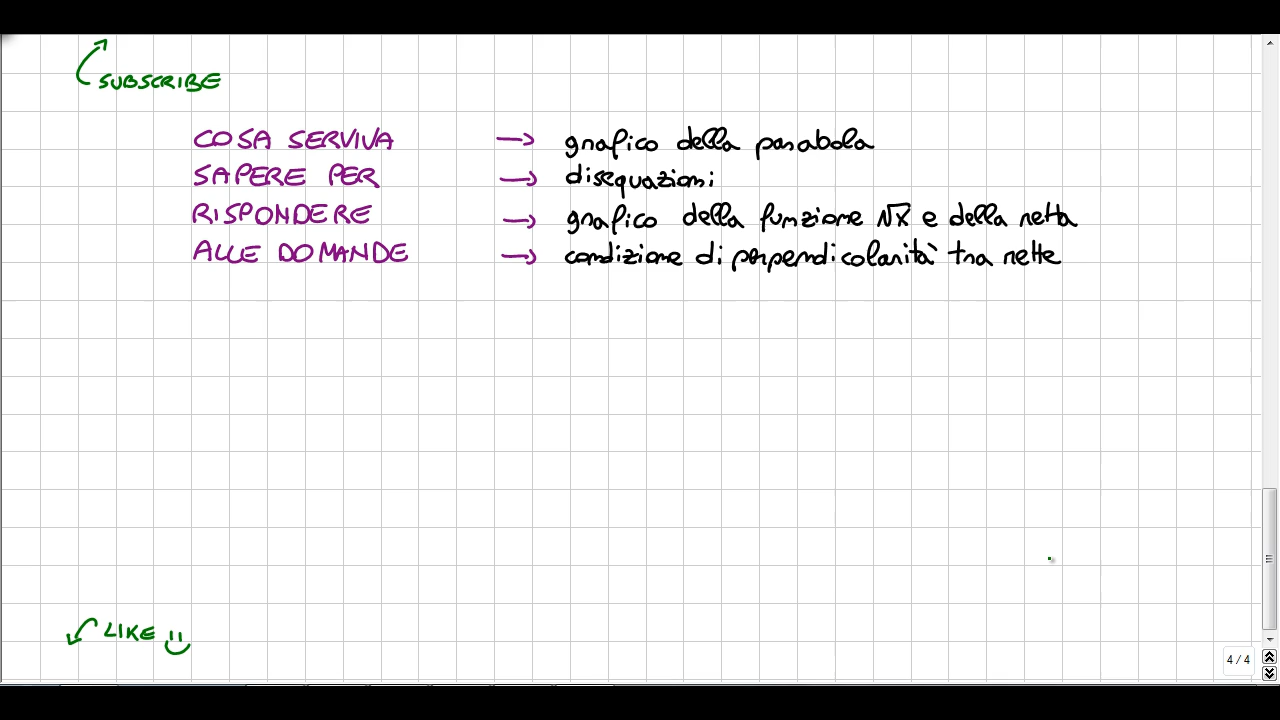 SUBSCRIBE
COSA SERVIVA → grafico della parabola
SAPERE PER → disequazioni
RISPONDERE → grafico della funzione √x e della retta
ALLE DOMANDE → condizione di perpendicolarità tra rette
LIKE
4/4